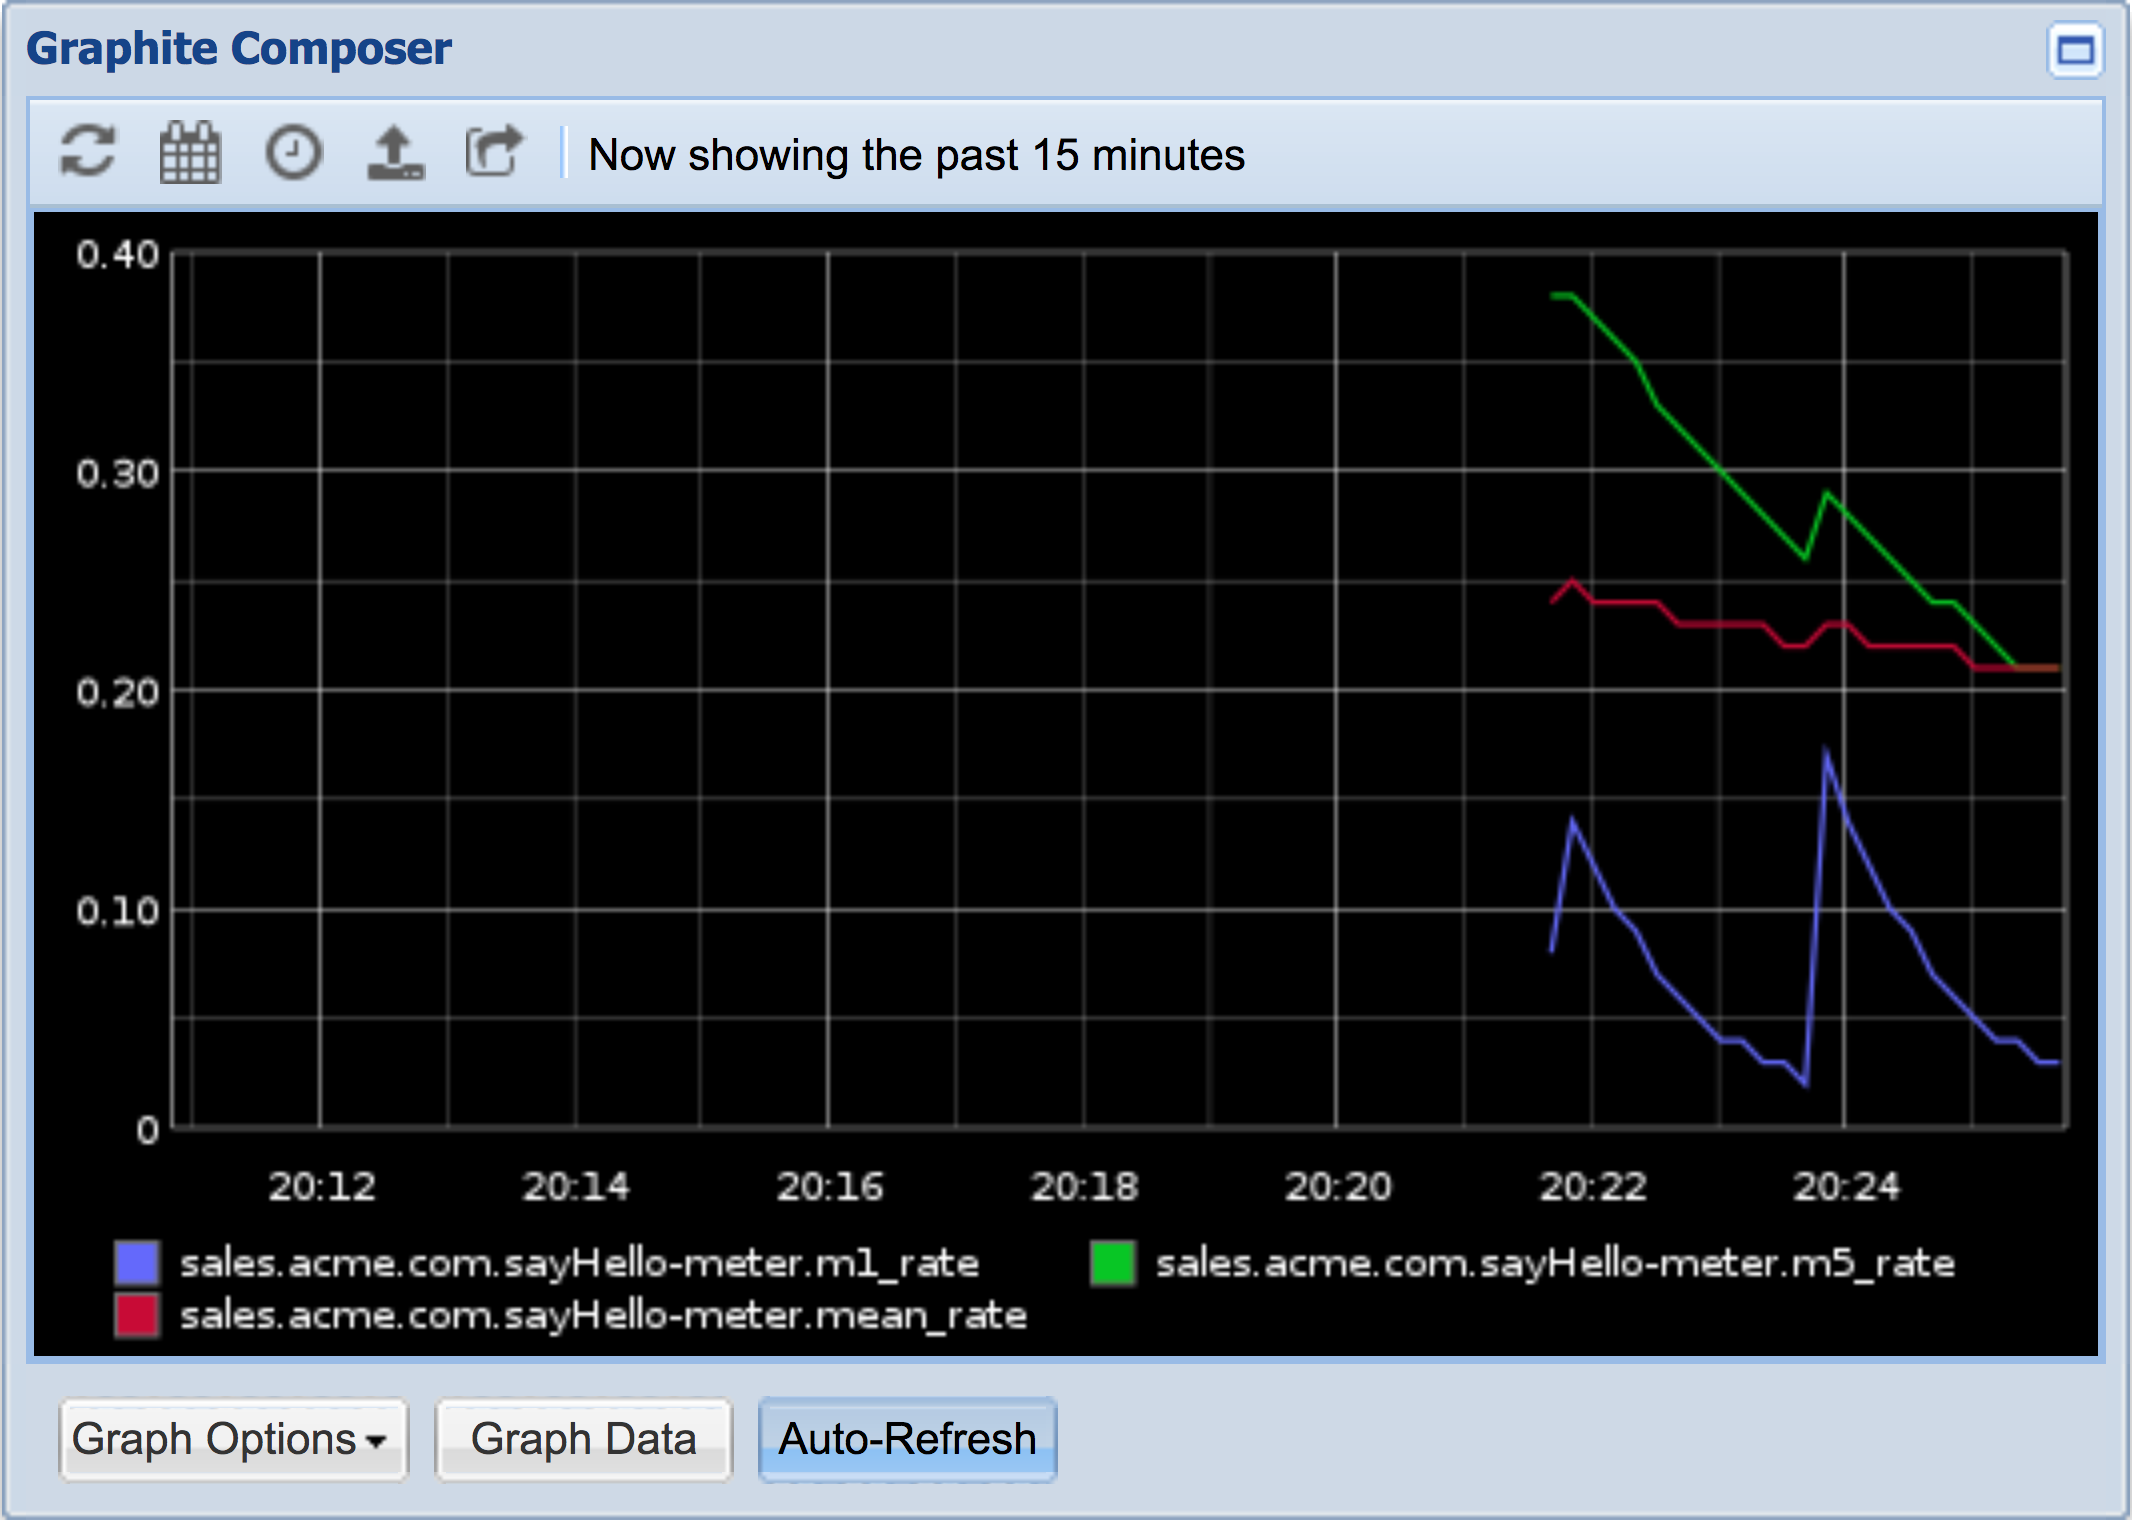 Graphite Composer
Now showing the past 15 minutes
0.40
0.30
0.20
0.10
0
20:12 20:14 20:16 20:18 20:20 20:22 20:24
sales.acme.com.sayHello-meter.m1_rate sales.acme.com.sayHello-meter.m5_rate
sales.acme.com.sayHello-meter.mean_rate
Graph Options Graph Data Auto-Refresh